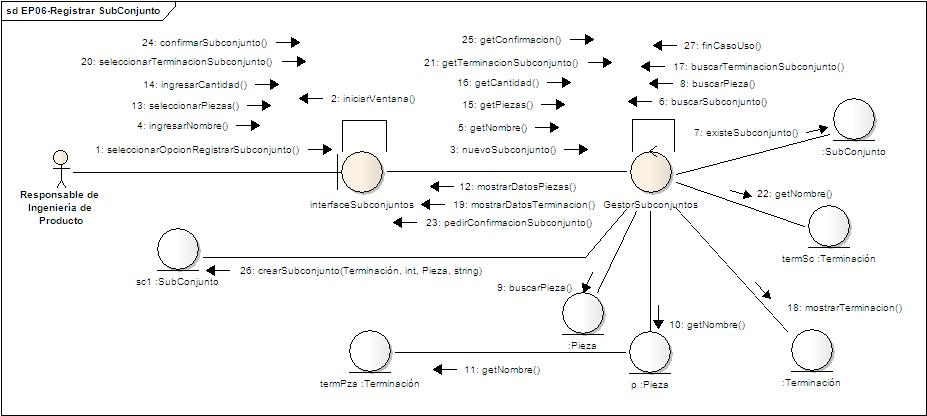 sd EP06-Registrar SubConjunto
24: confirmarSubconjunto()
20: seleccionarTerminacionSubconjunto()
14: ingresarCantidad()
13: seleccionarPiezas()
4: ingresarNombre()
1: seleccionarOpcionRegistrarSubconjunto()
2: iniciarVentana()
25: getConfirmacion()
21: getTerminacionSubconjunto()
16: getCantidad()
15: getPiezas()
5: getNombre()
3: nuevoSubconjunto()
27: finCasoUso()
17: buscarTerminacionSubconjunto()
8: buscarPieza()
6: buscarSubconjunto()
7: existeSubconjunto()
:SubConjunto
Responsable de
Ingeniería de
Producto
interfaceSubconjuntos
12: mostrarDatosPiezas()
19: mostrarDatosTerminacion()
23: pedirConfirmacionSubconjunto()
GestorSubconjuntos
22: getNombre()
termSc :Terminación
sc1 :SubConjunto
26: crearSubconjunto(Terminación, int, Pieza, string)
9: buscarPieza()
:Pieza
18: mostrarTerminacion()
10: getNombre()
11: getNombre()
termPza :Terminación
p :Pieza
:Terminación